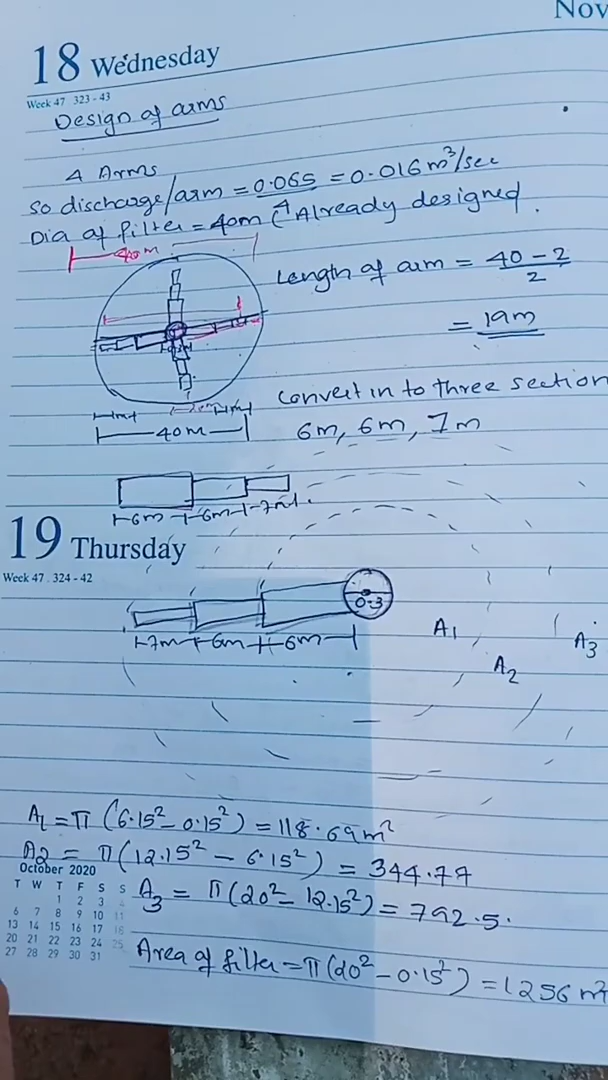 Nov
18 Wednesday
Week 47 323 - 43
Design of arms
4 Arms
So discharge/arm = 0.065/4 = 0.016 m³/sec
Dia of filter = 40m (Already designed.
40m
Length of arm = 40 - 2 / 2
= 19m
Convert in to three section
6m, 6m, 7m
1m
1m
40m
6m 6m 7m
19 Thursday
Week 47 324 - 42
0.3
7m 6m 6m
A1
A2
A3
A1 = π (6.15² - 0.15²) = 118.69 m²
A2 = π (12.15² - 6.15²) = 344.77
A3 = π (20² - 12.15²) = 792.5.
Area of filter = π (20² - 0.15²) = 1256 m²
October 2020
T W T F S S
1 2 3 4
6 7 8 9 10 11
13 14 15 16 17 18
20 21 22 23 24 25
27 28 29 30 31